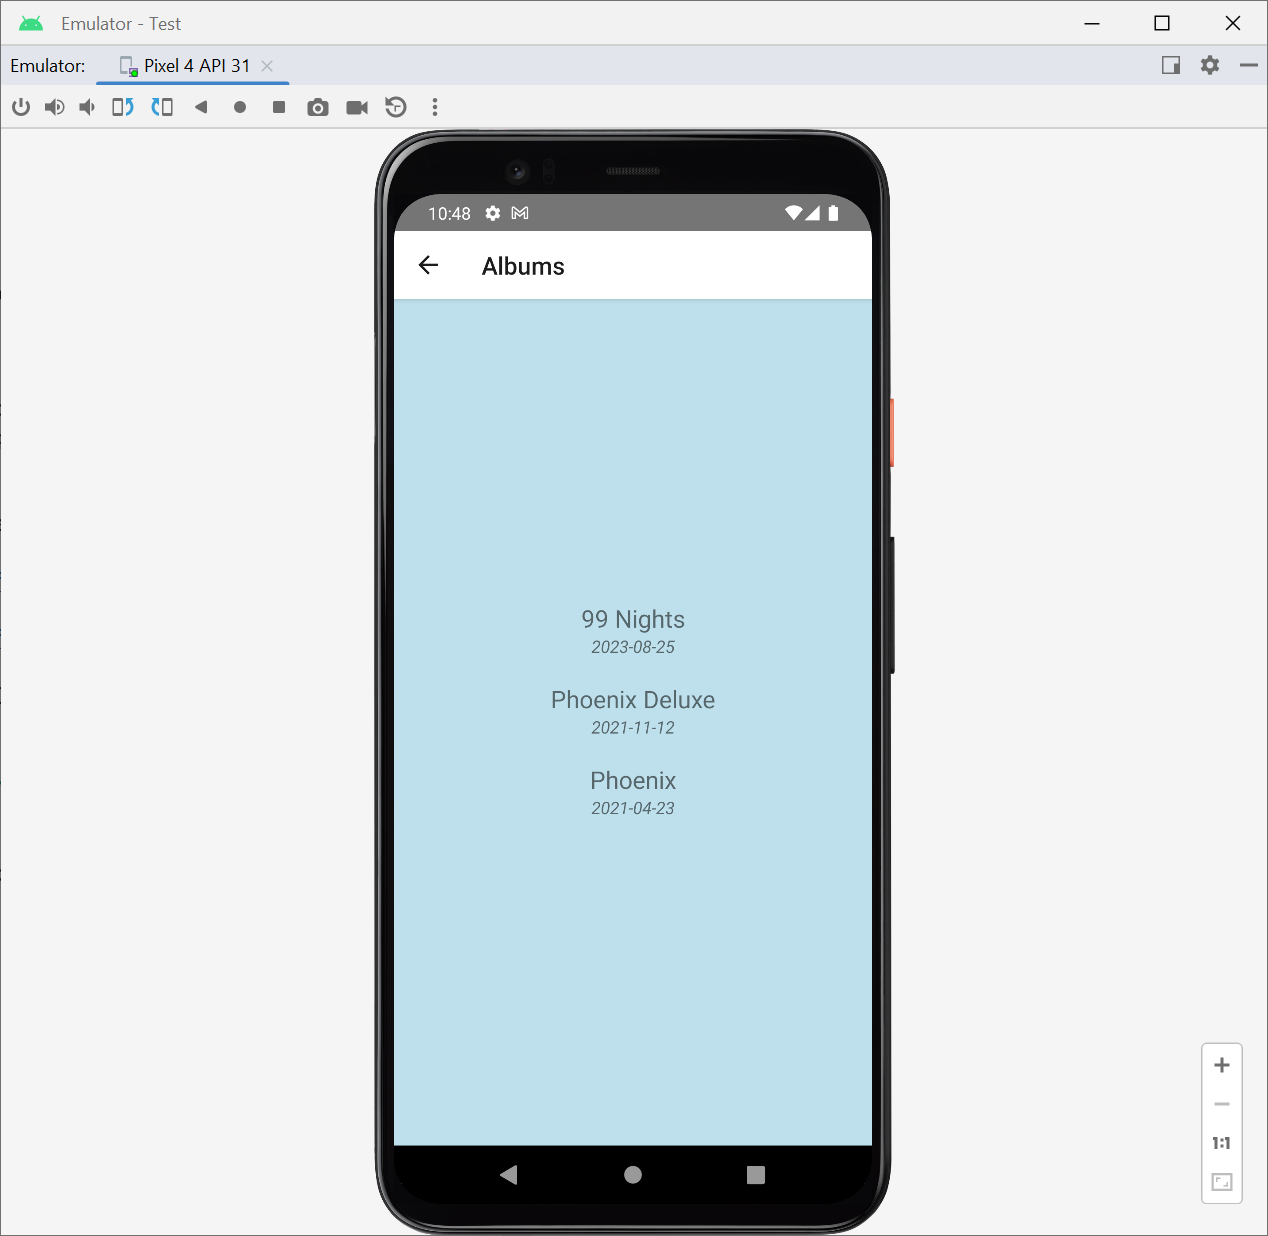 Emulator - Test
Emulator: Pixel 4 API 31
10:48
Albums
99 Nights
2023-08-25
Phoenix Deluxe
2021-11-12
Phoenix
2021-04-23
1:1